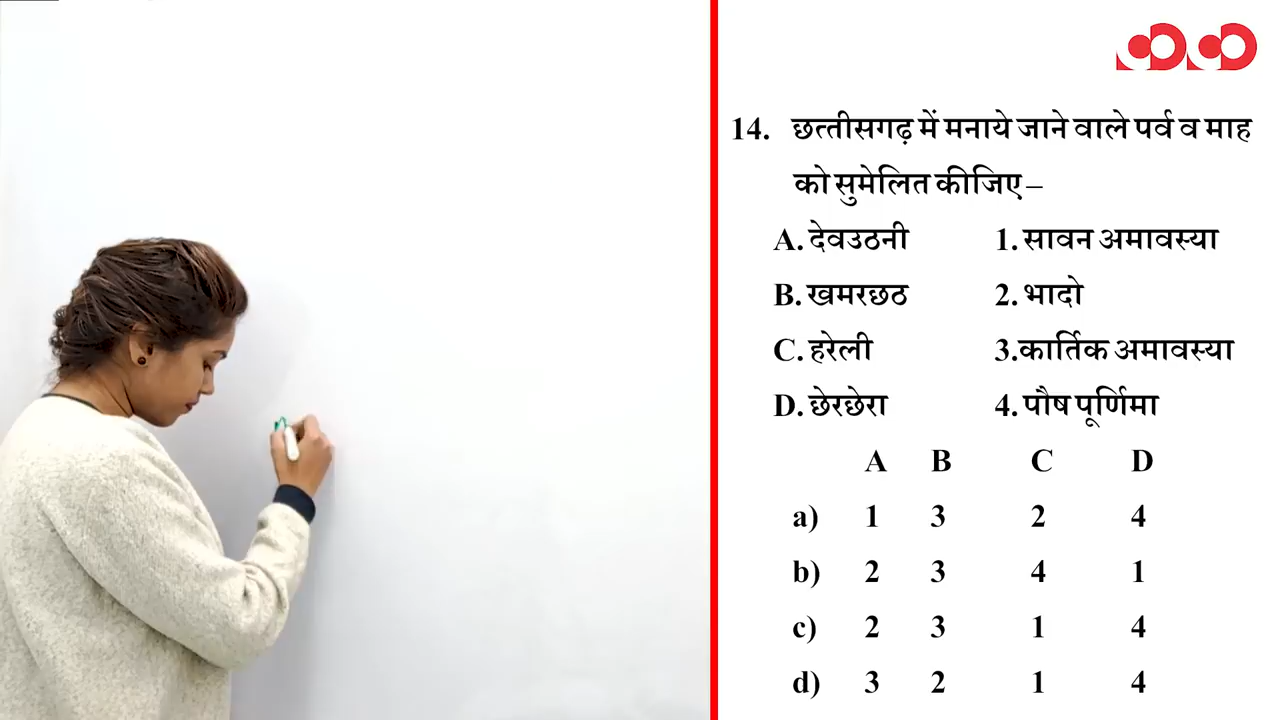 14. छत्तीसगढ़ में मनाये जाने वाले पर्व व माह
को सुमेलित कीजिए –
A. देवउठनी 1. सावन अमावस्या
B. खमरछठ 2. भादो
C. हरेली 3.कार्तिक अमावस्या
D. छेरछेरा 4. पौष पूर्णिमा
A B C D
a) 1 3 2 4
b) 2 3 4 1
c) 2 3 1 4
d) 3 2 1 4